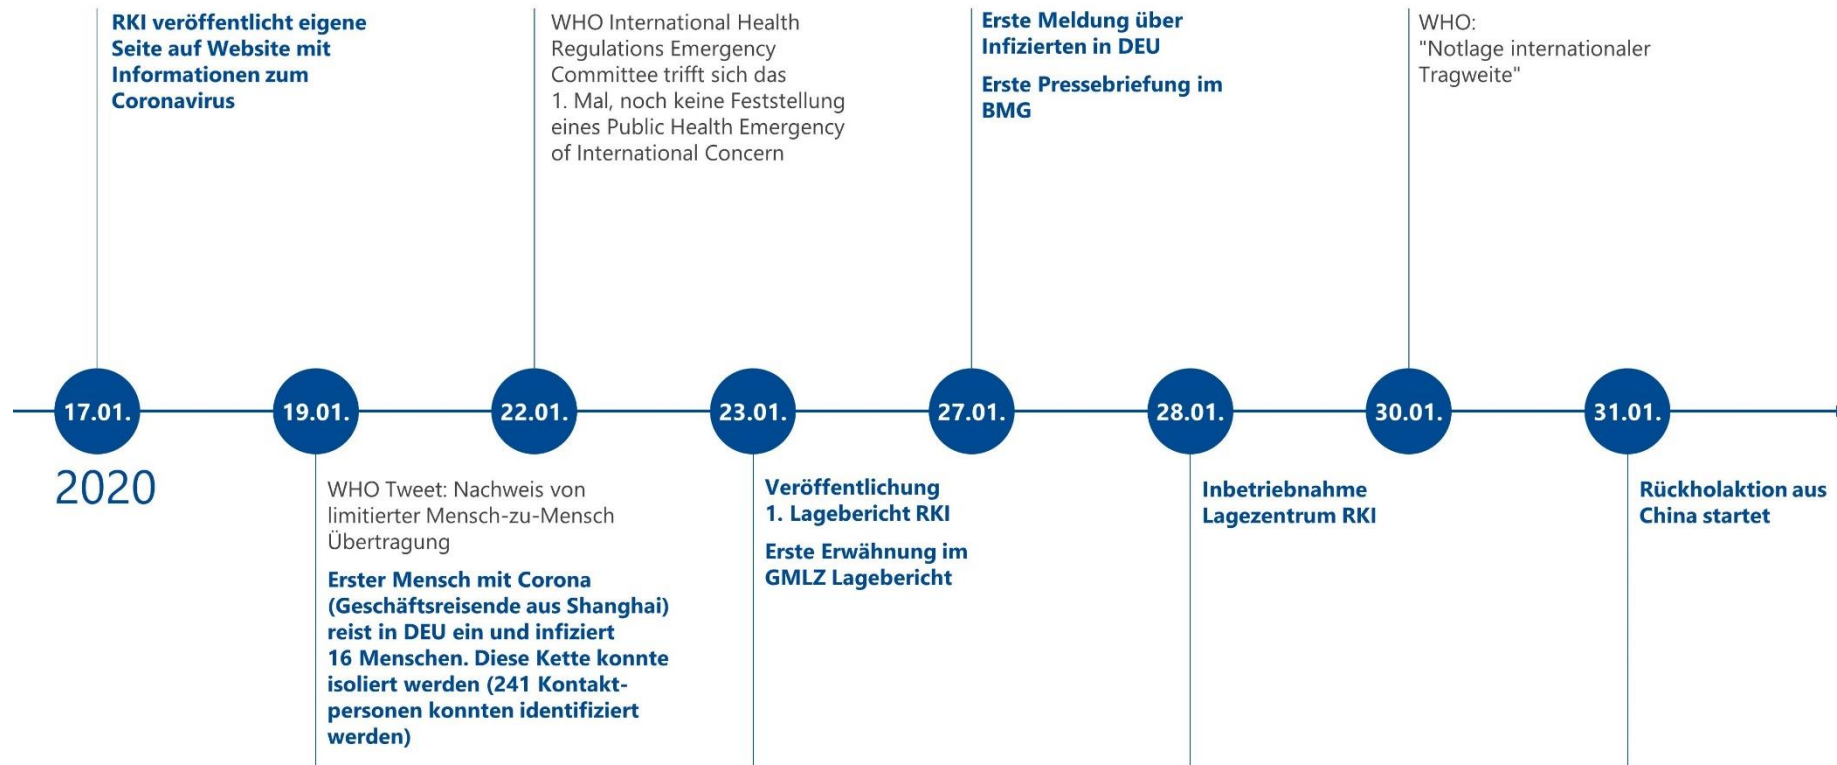 RKI veröffentlicht eigene
Seite auf Website mit
Informationen zum
Coronavirus
WHO International Health
Regulations Emergency
Committee trifft sich das
1. Mal, noch keine Feststellung
eines Public Health Emergency
of International Concern
Erste Meldung über
Infizierten in DEU
Erste Pressebriefung im
BMG
WHO:
"Notlage internationaler
Tragweite"
17.01.
19.01.
22.01.
23.01.
27.01.
28.01.
30.01.
31.01.
2020
WHO Tweet: Nachweis von
limitierter Mensch-zu-Mensch
Übertragung
Erster Mensch mit Corona
(Geschäftsreisende aus Shanghai)
reist in DEU ein und infiziert
16 Menschen. Diese Kette konnte
isoliert werden (241 Kontakt-
personen konnten identifiziert
werden)
Veröffentlichung
1. Lagebericht RKI
Erste Erwähnung im
GMLZ Lagebericht
Inbetriebnahme
Lagezentrum RKI
Rückholaktion aus
China startet